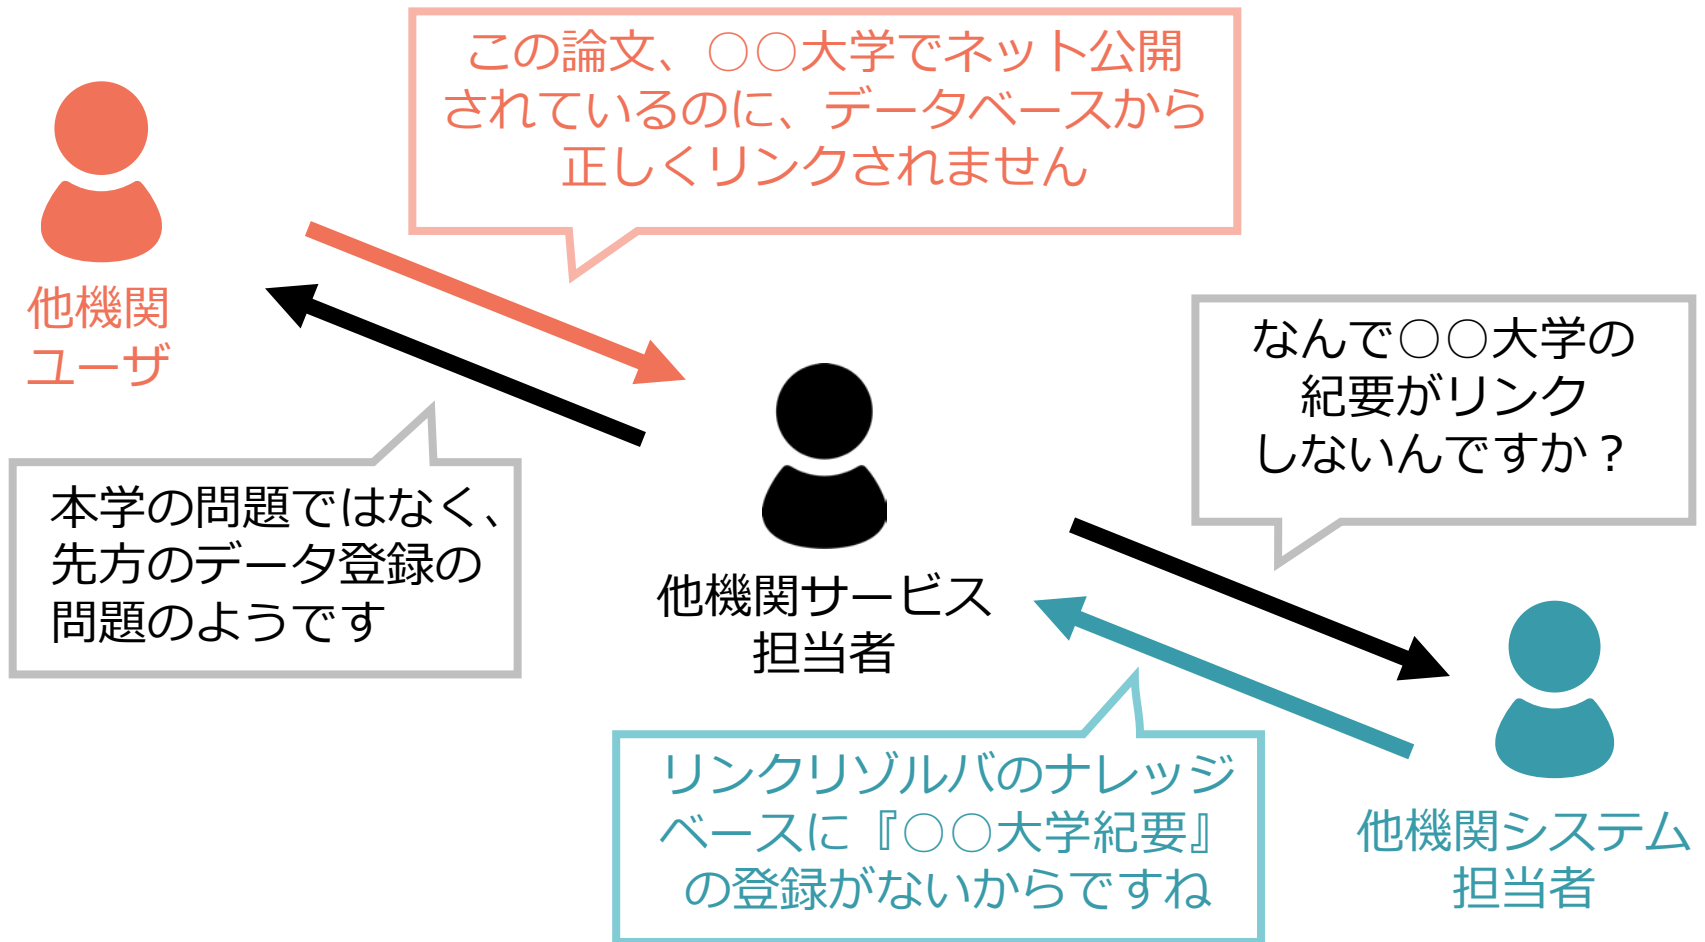 この論文、○○大学でネット公開
されているのに、データベースから
正しくリンクされません
他機関
ユーザ
なんで○○大学の
紀要がリンク
しないんですか？
本学の問題ではなく、
先方のデータ登録の
問題のようです
他機関サービス
担当者
リンクリゾルバのナレッジ
ベースに『○○大学紀要』
の登録がないからですね
他機関システム
担当者